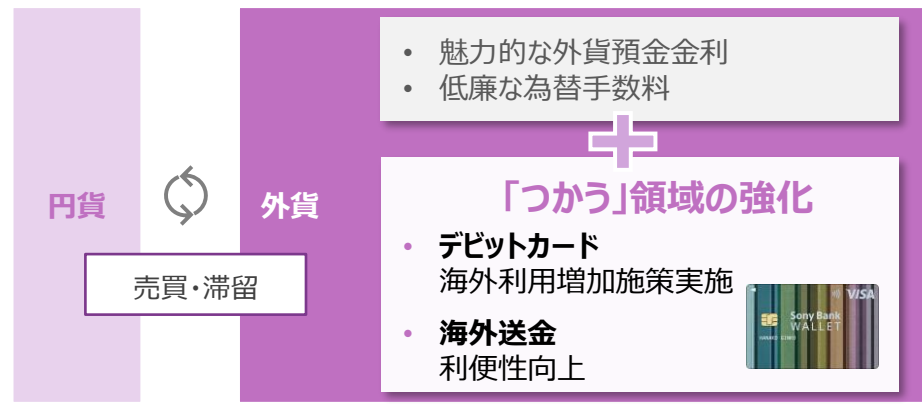 円貨
売買・滞留
外貨
• 魅力的な外貨預金金利
• 低廉な為替手数料
「つかう」領域の強化
• デビットカード
海外利用増加施策実施
• 海外送金
利便性向上
VISA
Sony Bank
WALLET